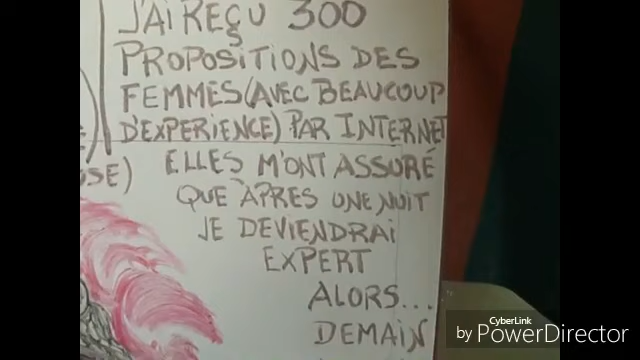 J'AI REÇU 300
PROPOSITIONS DES
FEMMES (AVEC BEAUCOUP
D'EXPERIENCE) PAR INTERNET
ELLES M'ONT ASSURÉ
QUE APRES UNE NUIT
JE DEVIENDRAI
EXPERT
ALORS...
DEMAIN
CyberLink
by PowerDirector